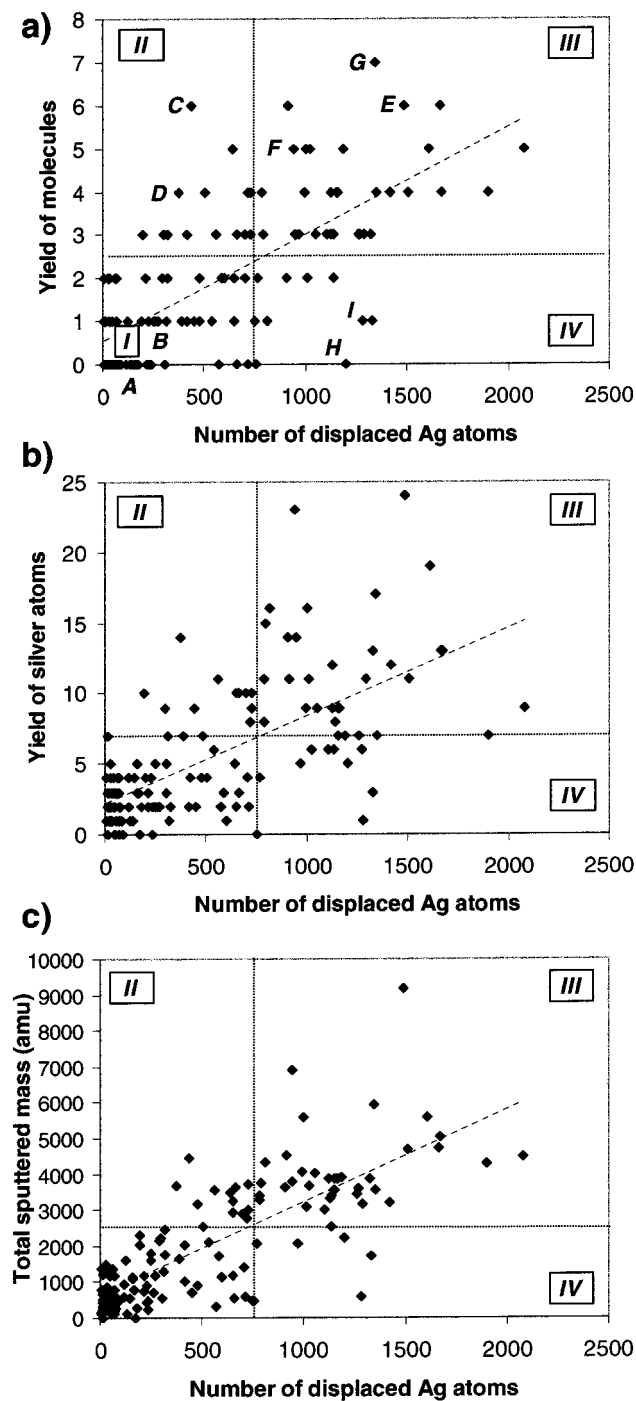 a)
II
III
8
7
G
6
C
E
5
F
4
D
3
2
1
I
I
B
IV
0
A
H
0 500 1000 1500 2000 2500
Yield of molecules
Number of displaced Ag atoms
b)
25
II
III
20
15
10
5
IV
0
0 500 1000 1500 2000 2500
Yield of silver atoms
Number of displaced Ag atoms
c)
10000
II
III
9000
8000
7000
6000
5000
4000
3000
2000
1000
IV
0
0 500 1000 1500 2000 2500
Total sputtered mass (amu)
Number of displaced Ag atoms